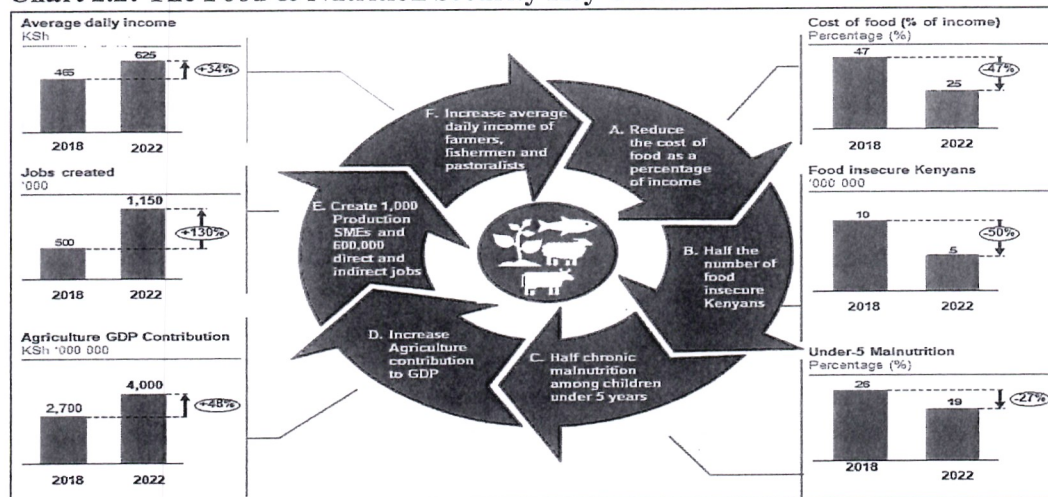 Average daily income
KSh
465
625
+34%
2018
2022
Jobs created
'000
500
1,150
+130%
2018
2022
Agriculture GDP Contribution
KSh '000 000
2,700
4,000
+48%
2018
2022
F. Increase average
daily income of
farmers,
fishermen and
pastoralists
A. Reduce
the cost
of food as a
percentage
of income
E. Create 1,000
Production
SMEs and
600,000
direct and
indirect jobs
B. Half the
number of
food
insecure
Kenyans
D. Increase
Agriculture
contribution
to GDP
C. Half chronic
malnutrition
among children
under 5 years
Cost of food (% of income)
Percentage (%)
47
25
-47%
2018
2022
Food insecure Kenyans
'000 000
10
5
-50%
2018
2022
Under-5 Malnutrition
Percentage (%)
26
19
-27%
2018
2022